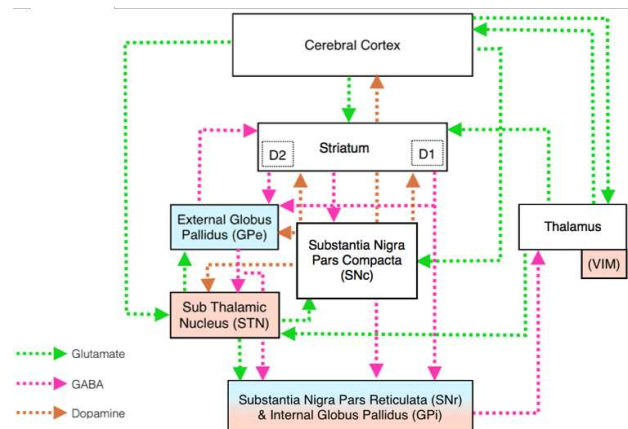 Cerebral Cortex
Striatum
D2
D1
External Globus
Pallidus (GPe)
Substantia Nigra
Pars Compacta
(SNc)
Thalamus
(VIM)
Sub Thalamic
Nucleus (STN)
Glutamate
GABA
Dopamine
Substantia Nigra Pars Reticulata (SNr)
& Internal Globus Pallidus (GPi)